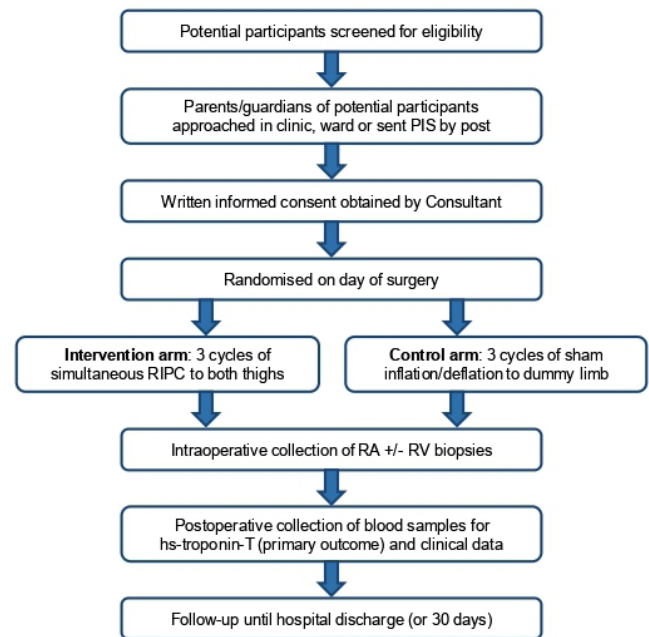 Potential participants screened for eligibility
Parents/guardians of potential participants
approached in clinic, ward or sent PIS by post
Written informed consent obtained by Consultant
Randomised on day of surgery
Intervention arm: 3 cycles of
simultaneous RIPC to both thighs
Control arm: 3 cycles of sham
inflation/deflation to dummy limb
Intraoperative collection of RA +/- RV biopsies
Postoperative collection of blood samples for
hs-troponin-T (primary outcome) and clinical data
Follow-up until hospital discharge (or 30 days)